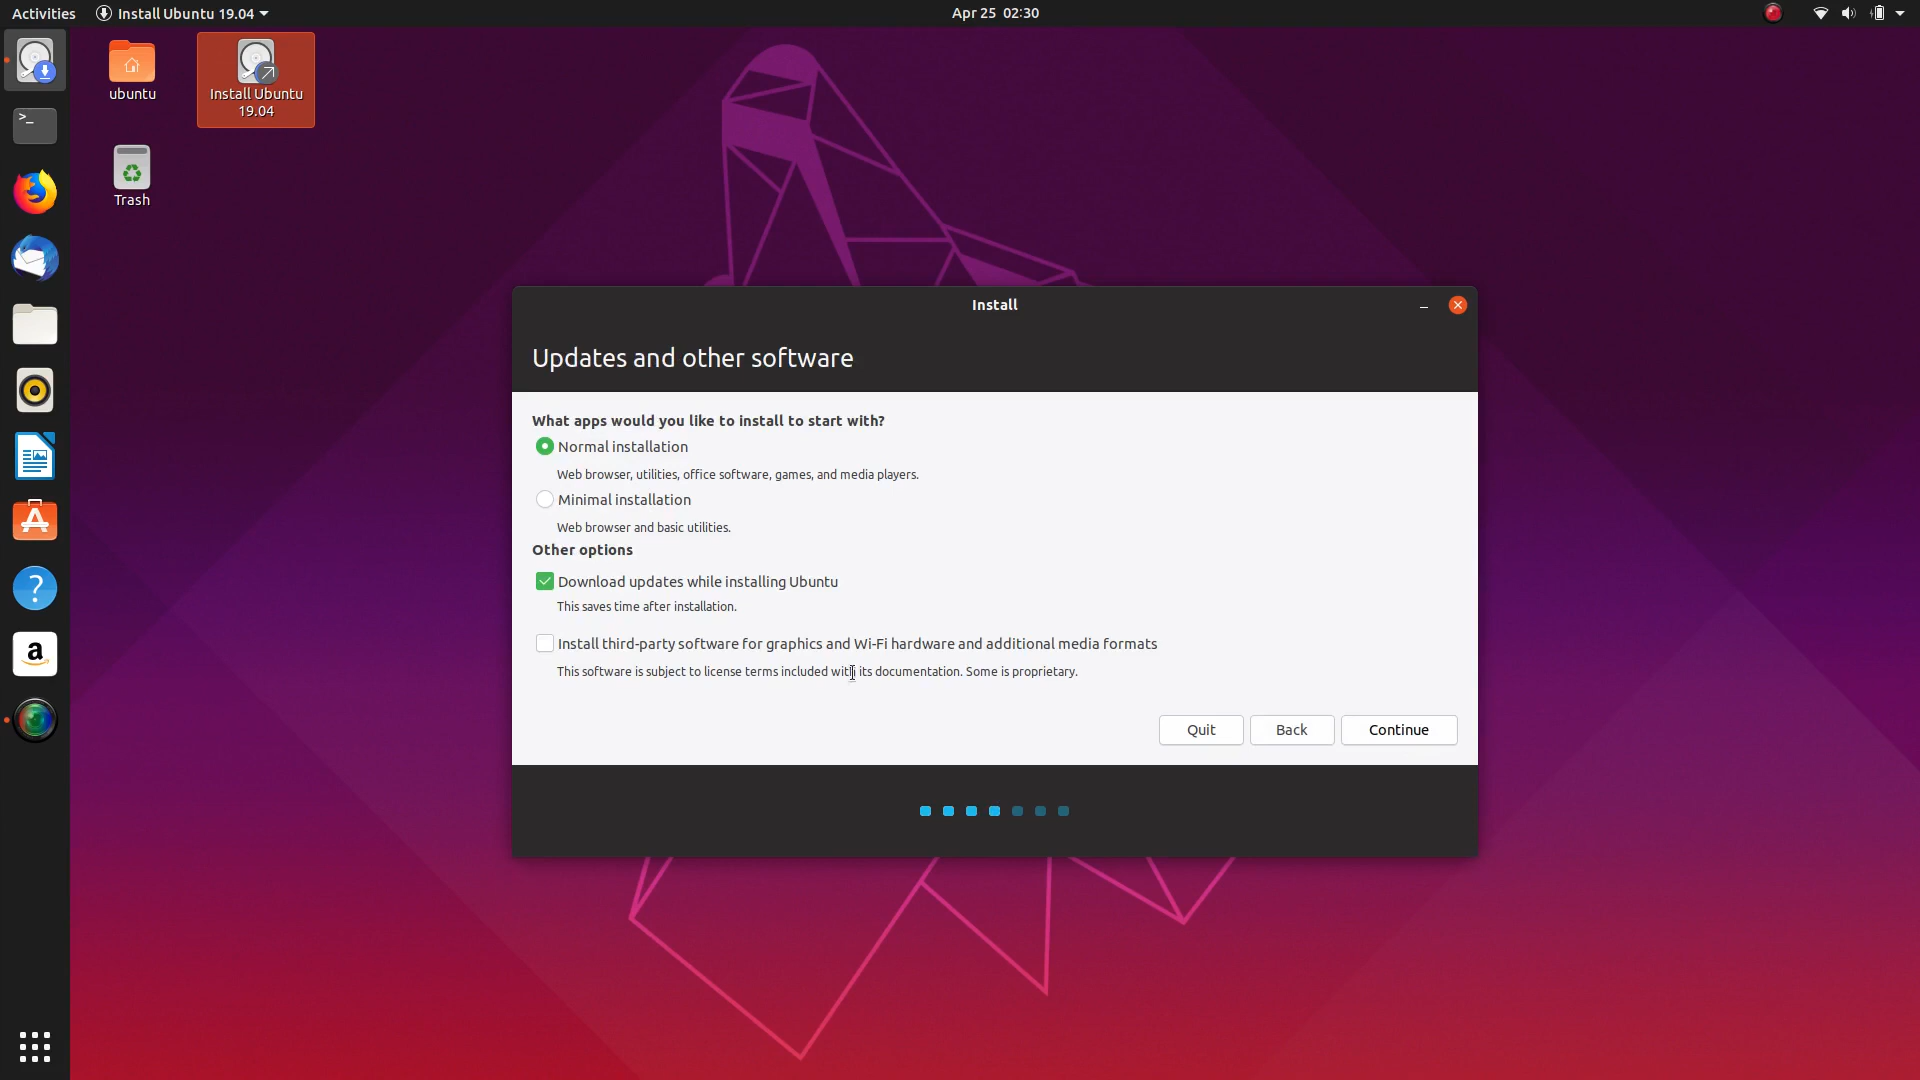 Activities
Install Ubuntu 19.04
Apr 25 02:30
ubuntu
Install Ubuntu
19.04
Trash
>_
?
a
Install
Updates and other software
What apps would you like to install to start with?
Normal installation
Web browser, utilities, office software, games, and media players.
Minimal installation
Web browser and basic utilities.
Other options
Download updates while installing Ubuntu
This saves time after installation.
Install third-party software for graphics and Wi-Fi hardware and additional media formats
This software is subject to license terms included with its documentation. Some is proprietary.
Quit
Back
Continue